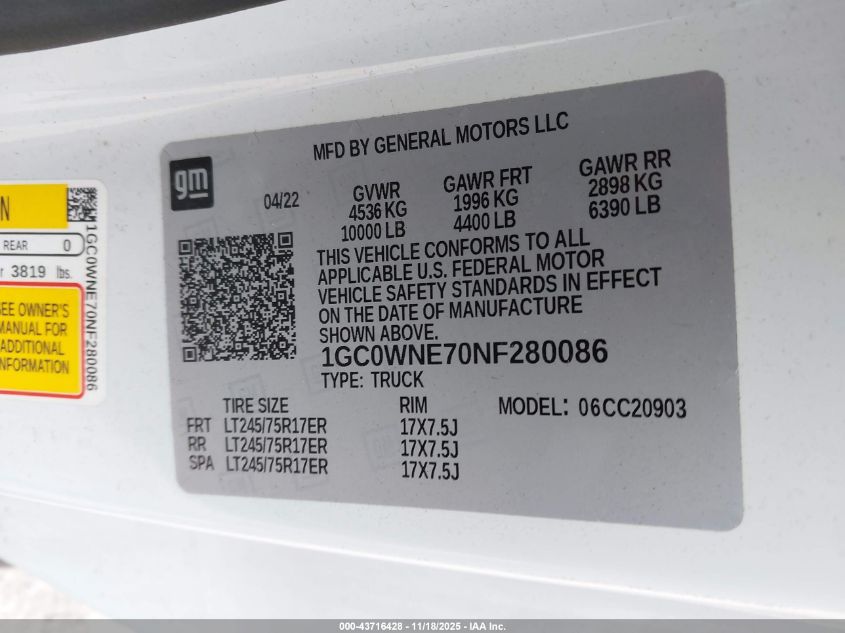 MFD BY GENERAL MOTORS LLC
gm
04/22
GVWR
4536 KG
10000 LB
GAWR FRT
1996 KG
4400 LB
GAWR RR
2898 KG
6390 LB
THIS VEHICLE CONFORMS TO ALL
APPLICABLE U.S. FEDERAL MOTOR
VEHICLE SAFETY STANDARDS IN EFFECT
ON THE DATE OF MANUFACTURE
SHOWN ABOVE.
1GC0WNE70NF280086
TYPE: TRUCK
TIRE SIZE RIM MODEL: 06CC20903
FRT LT245/75R17ER 17X7.5J
RR LT245/75R17ER 17X7.5J
SPA LT245/75R17ER 17X7.5J
REAR 0
3819 lbs.
SEE OWNER'S
MANUAL FOR
ADDITIONAL
INFORMATION
1GC0WNE70NF280086
000-43716428 - 11/18/2025 - IAA Inc.